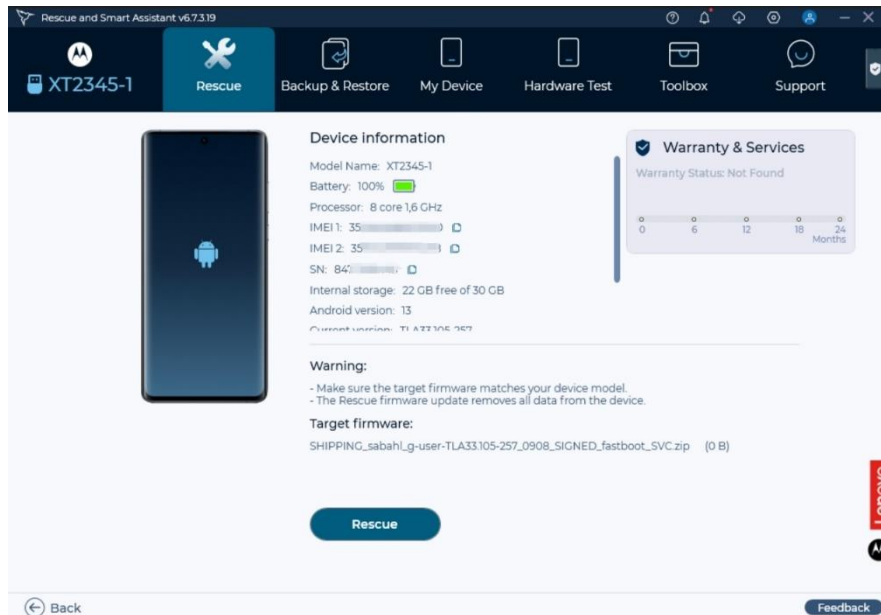 Rescue and Smart Assistant v6.7.3.19
XT2345-1
Rescue
Backup & Restore
My Device
Hardware Test
Toolbox
Support
Device information
Model Name: XT2345-1
Battery: 100%
Processor: 8 core 1,6 GHz
IMEI 1: 35
IMEI 2: 35
SN: 84
Internal storage: 22 GB free of 30 GB
Android version: 13
Current version: TLA33.105-257
Warranty & Services
Warranty Status: Not Found
0 6 12 18 24
Months
Warning:
- Make sure the target firmware matches your device model.
- The Rescue firmware update removes all data from the device.
Target firmware:
SHIPPING_sabahl_g-user-TLA33.105-257_0908_SIGNED_fastboot_SVC.zip (0 B)
Rescue
Lenovo
Back
Feedback